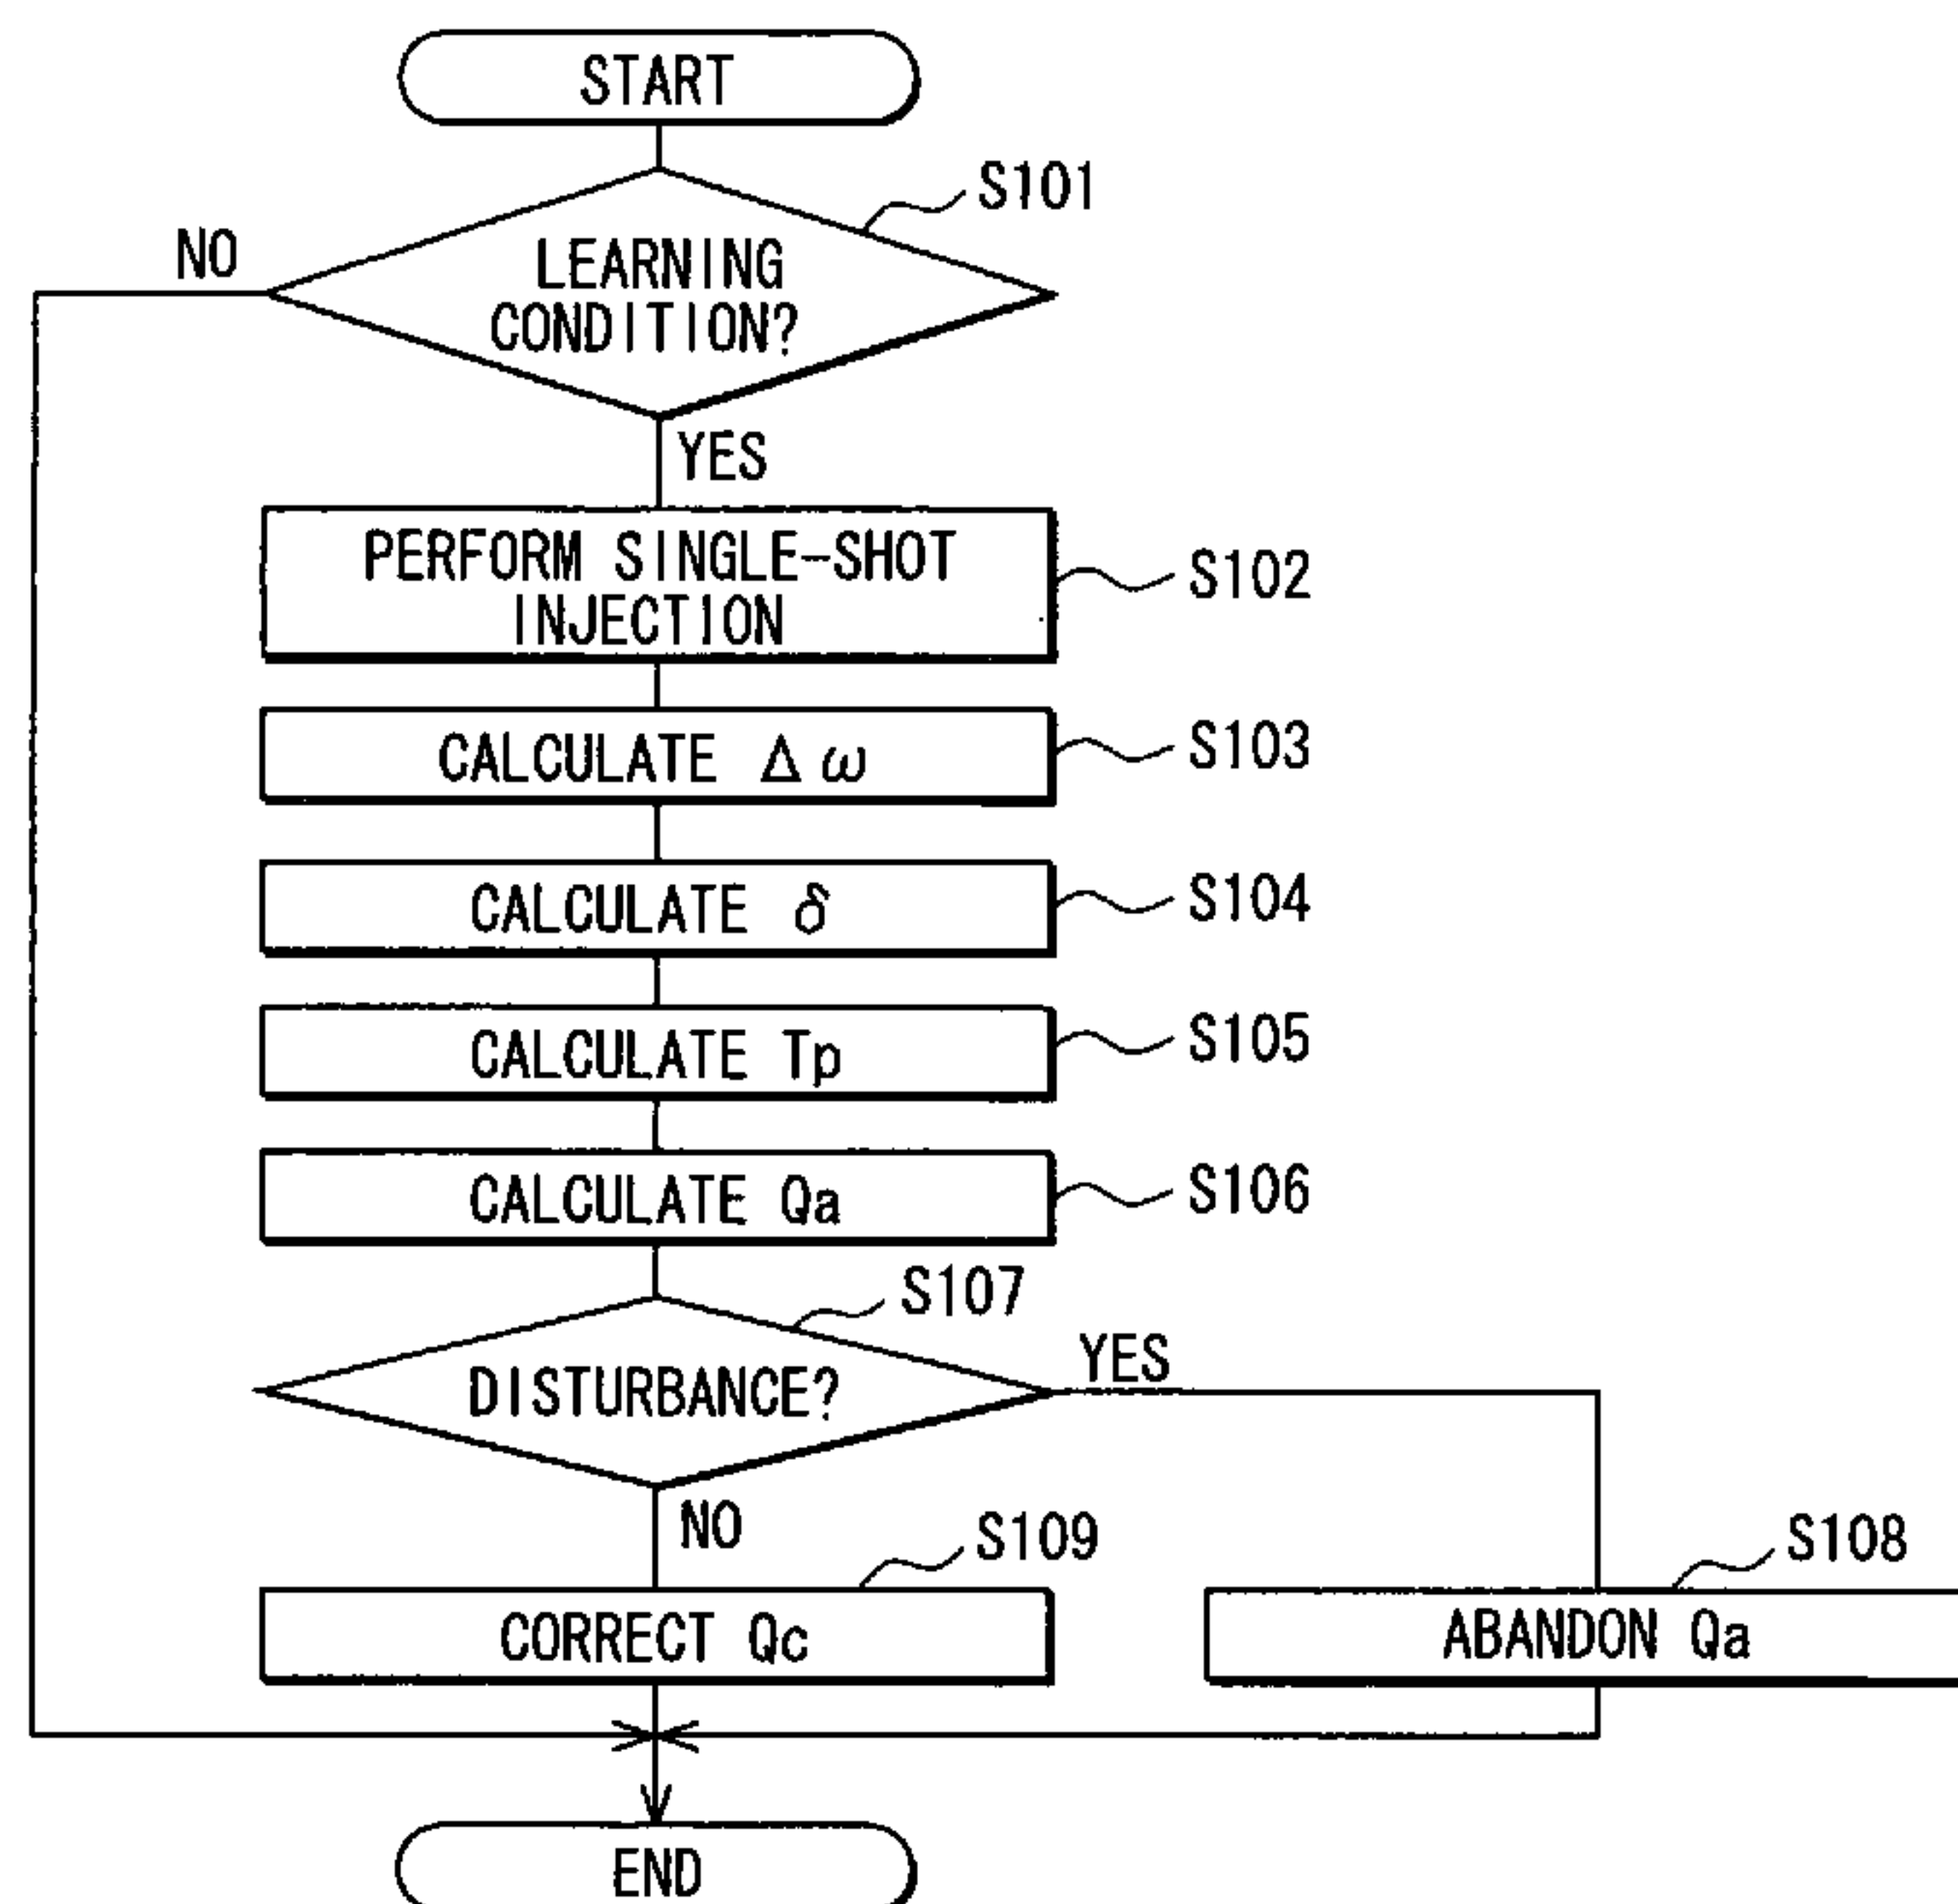 START
S101
NO
LEARNING
CONDITION?
YES
PERFORM SINGLE-SHOT
INJECTION
S102
CALCULATE Δω
S103
CALCULATE δ
S104
CALCULATE Tp
S105
CALCULATE Qa
S106
S107
DISTURBANCE?
YES
NO
S109
S108
CORRECT Qc
ABANDON Qa
END